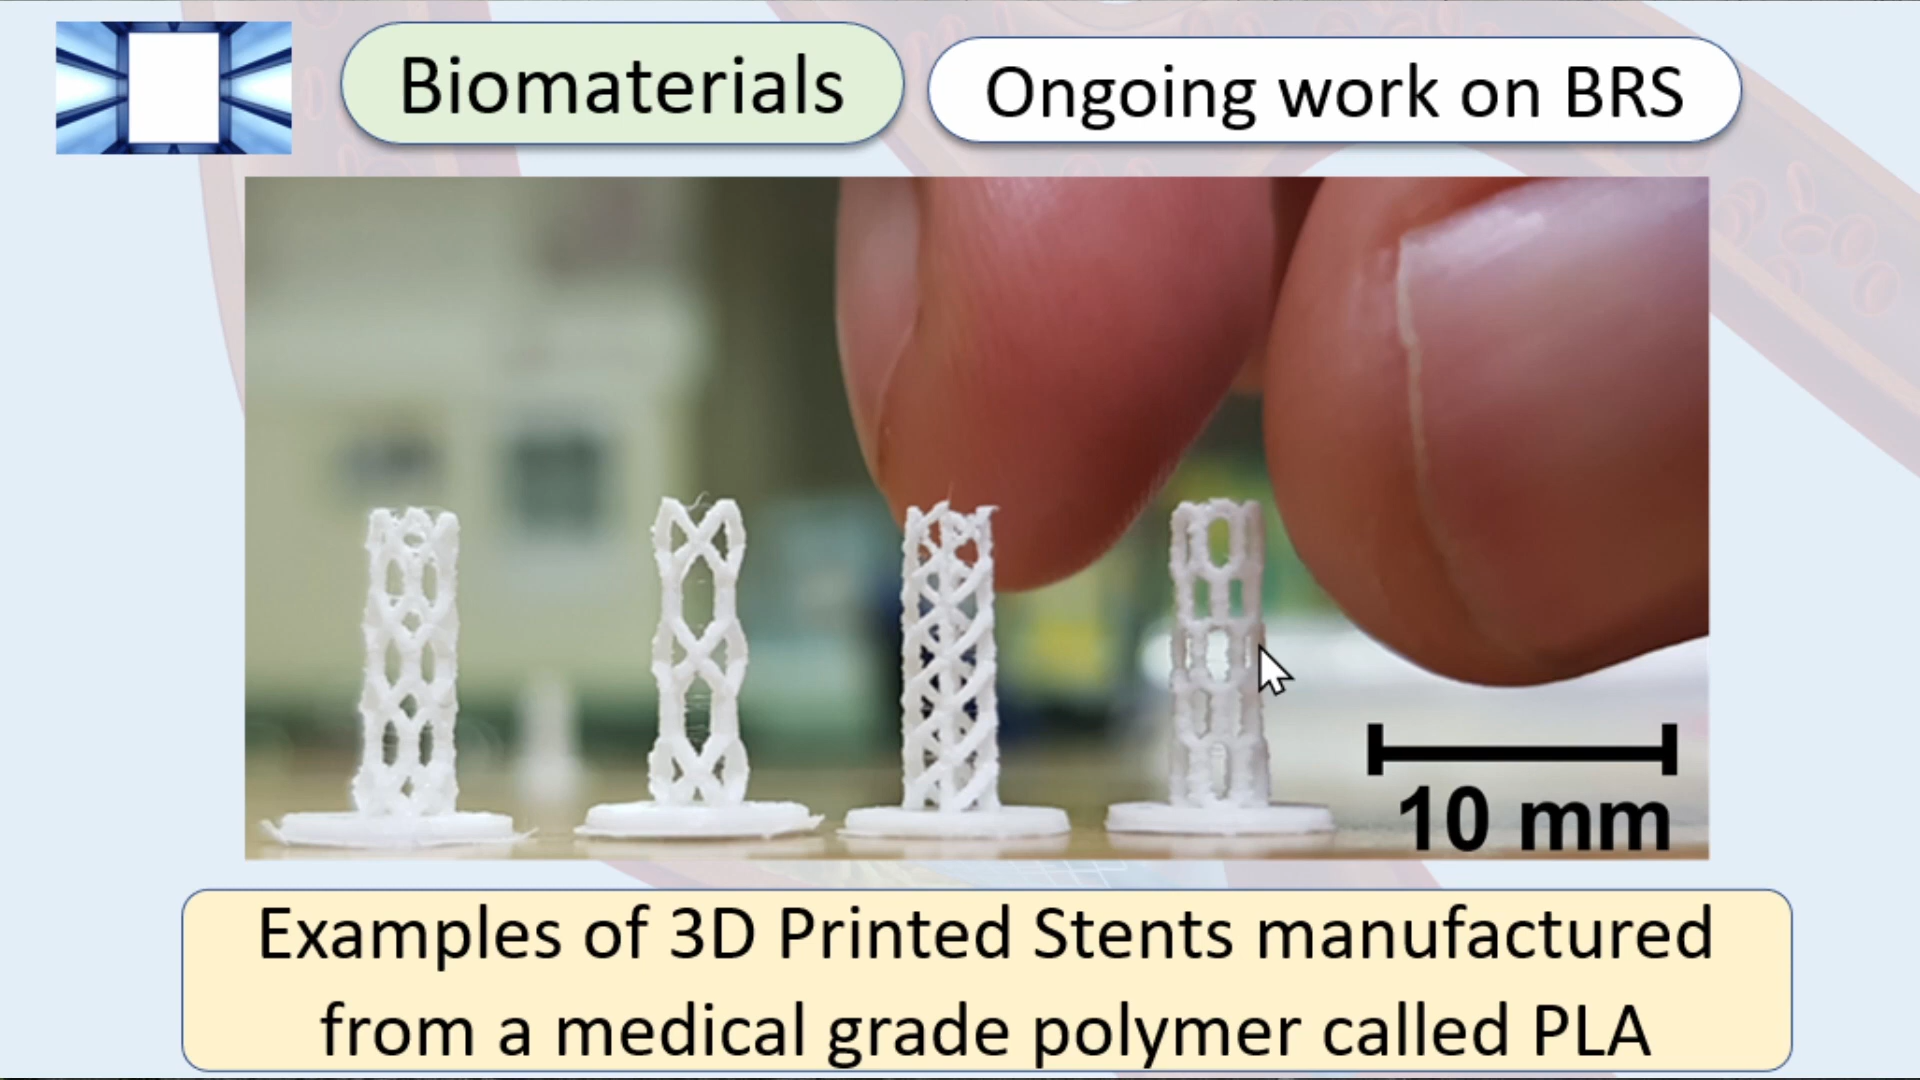 Biomaterials
Ongoing work on BRS
10 mm
Examples of 3D Printed Stents manufactured
from a medical grade polymer called PLA